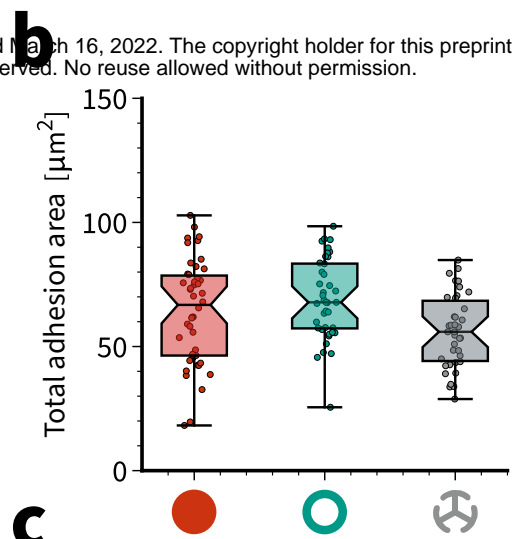 b
d March 16, 2022. The copyright holder for this preprint
erved. No reuse allowed without permission.
150
100
50
0
Total adhesion area [μm²]
c